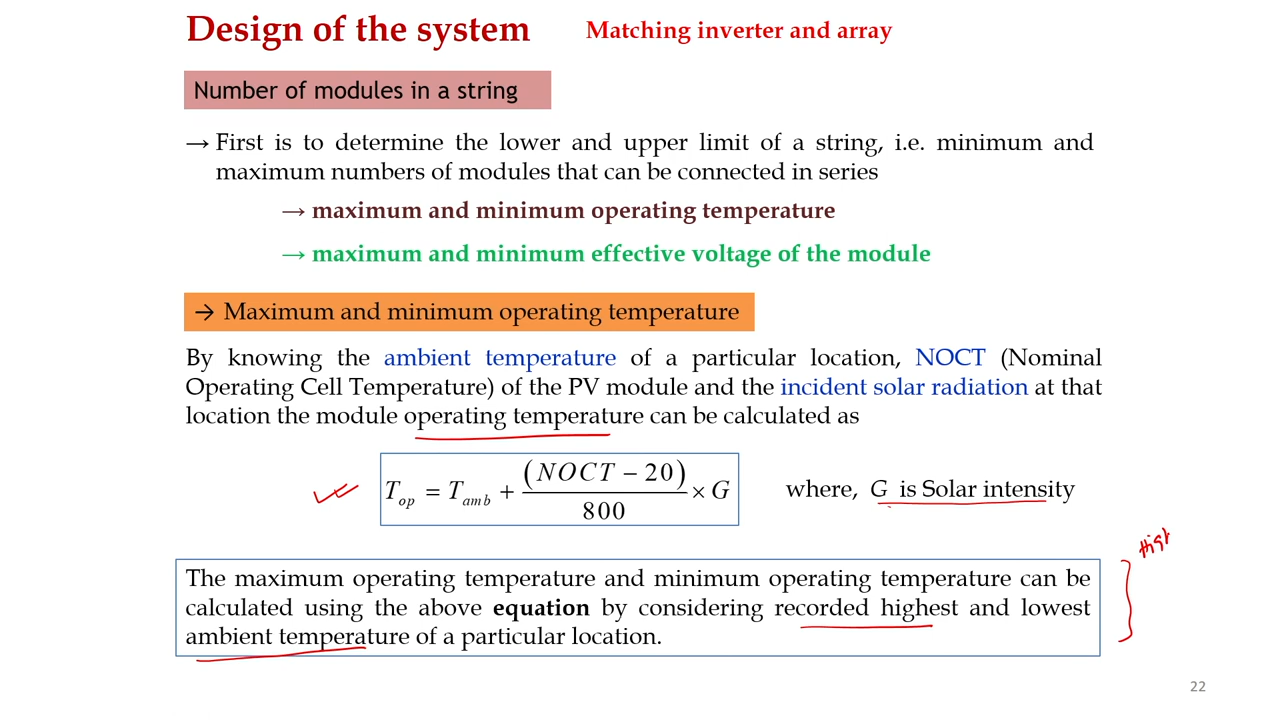 Design of the system Matching inverter and array
Number of modules in a string
→ First is to determine the lower and upper limit of a string, i.e. minimum and
maximum numbers of modules that can be connected in series
→ maximum and minimum operating temperature
→ maximum and minimum effective voltage of the module
→ Maximum and minimum operating temperature
By knowing the ambient temperature of a particular location, NOCT (Nominal
Operating Cell Temperature) of the PV module and the incident solar radiation at that
location the module operating temperature can be calculated as
T_op = T_amb + (NOCT − 20)/800 × G where, G is Solar intensity
High
The maximum operating temperature and minimum operating temperature can be
calculated using the above equation by considering recorded highest and lowest
ambient temperature of a particular location.
22